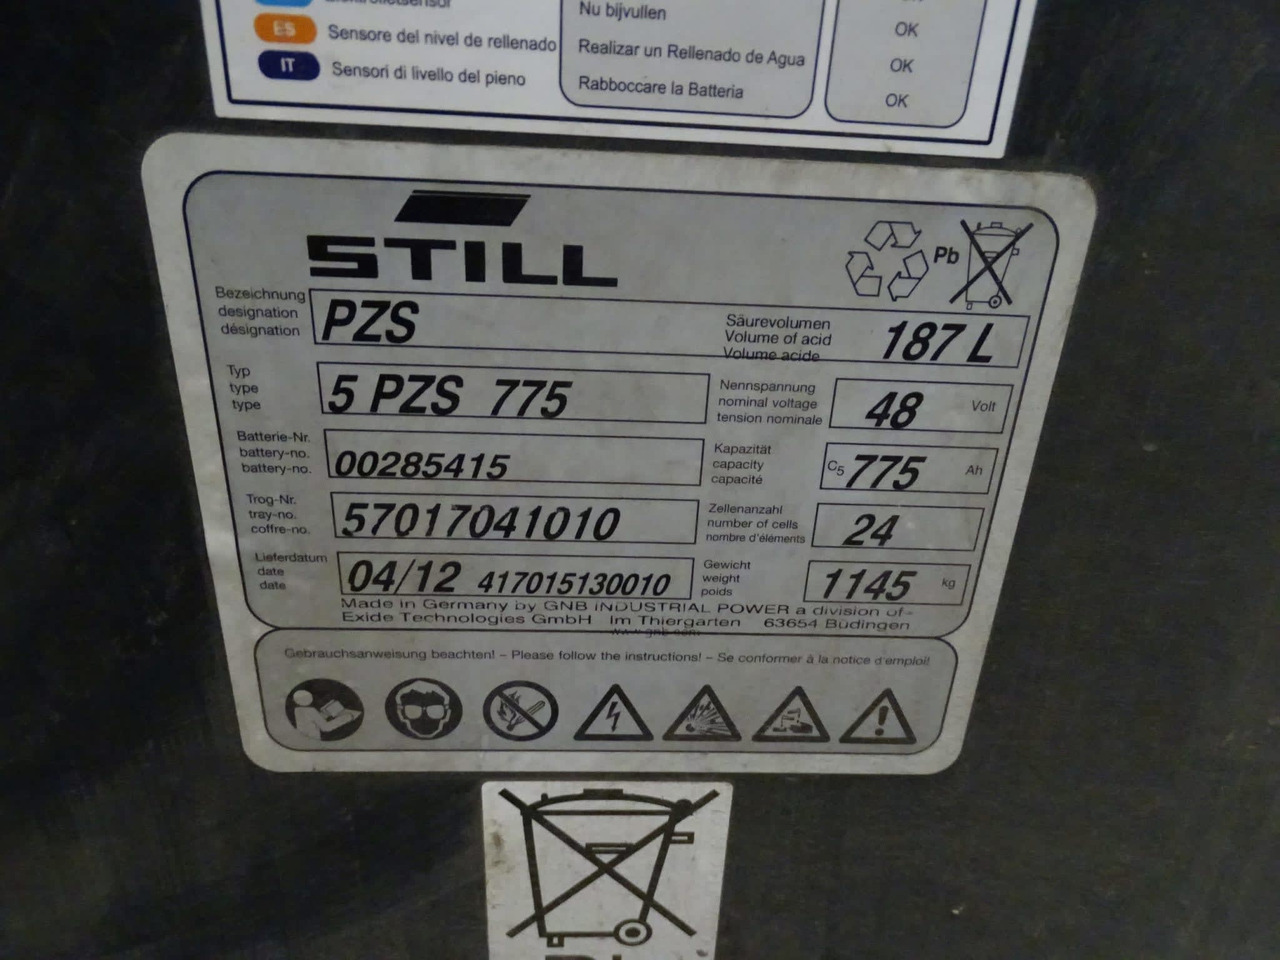 Nu bijvullen
OK
ES Sensore del nivel de rellenado Realizar un Rellenado de Agua OK
IT Sensori di livello del pieno Rabboccare la Batteria OK
STILL
Pb
Bezeichnung
designation
désignation
PZS
Säurevolumen
Volume of acid
Volume acide
187 L
Typ
type
type
5 PZS 775
Nennspannung
nominal voltage
tension nominale
48 Volt
Batterie-Nr.
battery-no.
battery-no.
00285415
Kapazität
capacity
capacité
C5 775 Ah
Trog-Nr.
tray-no.
coffre-no.
57017041010
Zellenanzahl
number of cells
nombre d'éléments
24
Lieferdatum
date
date
04/12 417015130010
Gewicht
weight
poids
1145 kg
Made in Germany by GNB INDUSTRIAL POWER a division of
Exide Technologies GmbH Im Thiergarten 63654 Büdingen
www.gnb.com
Gebrauchsanweisung beachten! – Please follow the instructions! – Se conformer à la notice d'emploi!